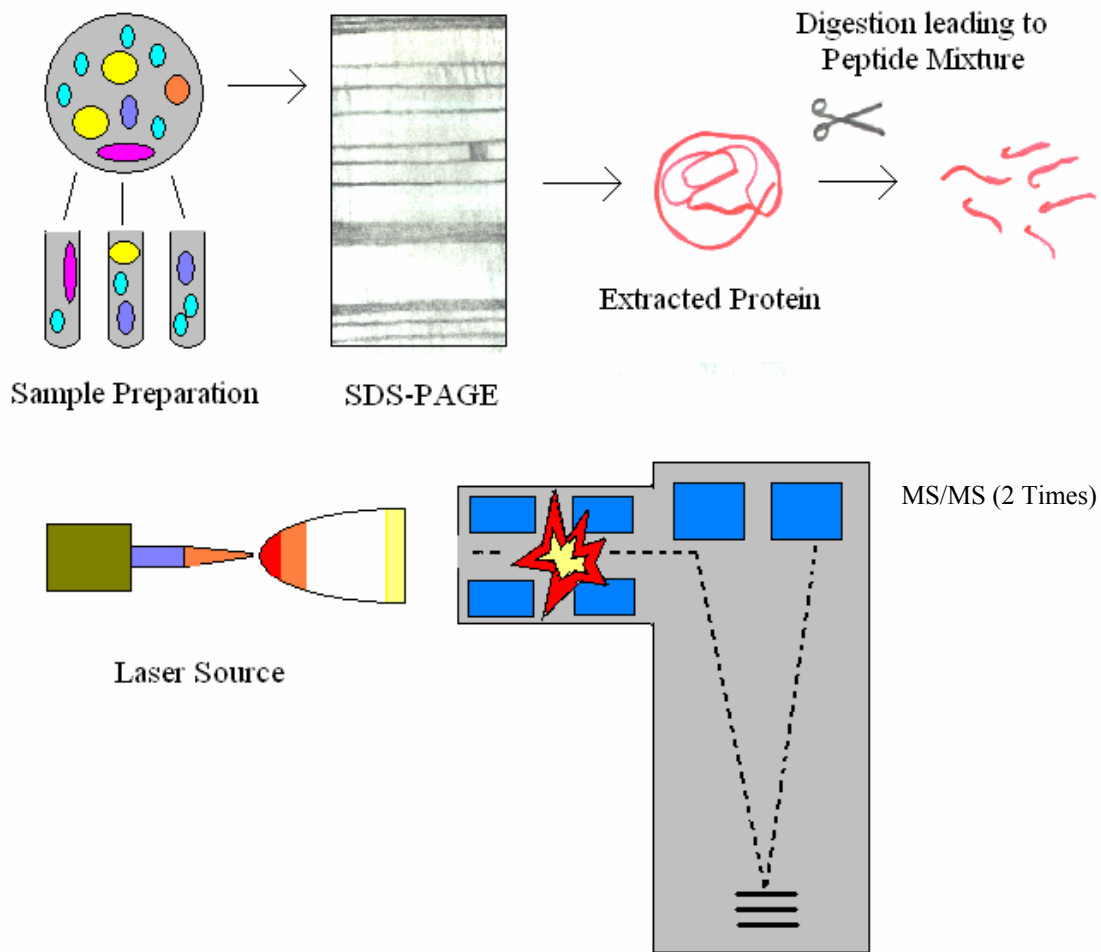 Digestion leading to
Peptide Mixture
Extracted Protein
Sample Preparation
SDS-PAGE
MS/MS (2 Times)
Laser Source